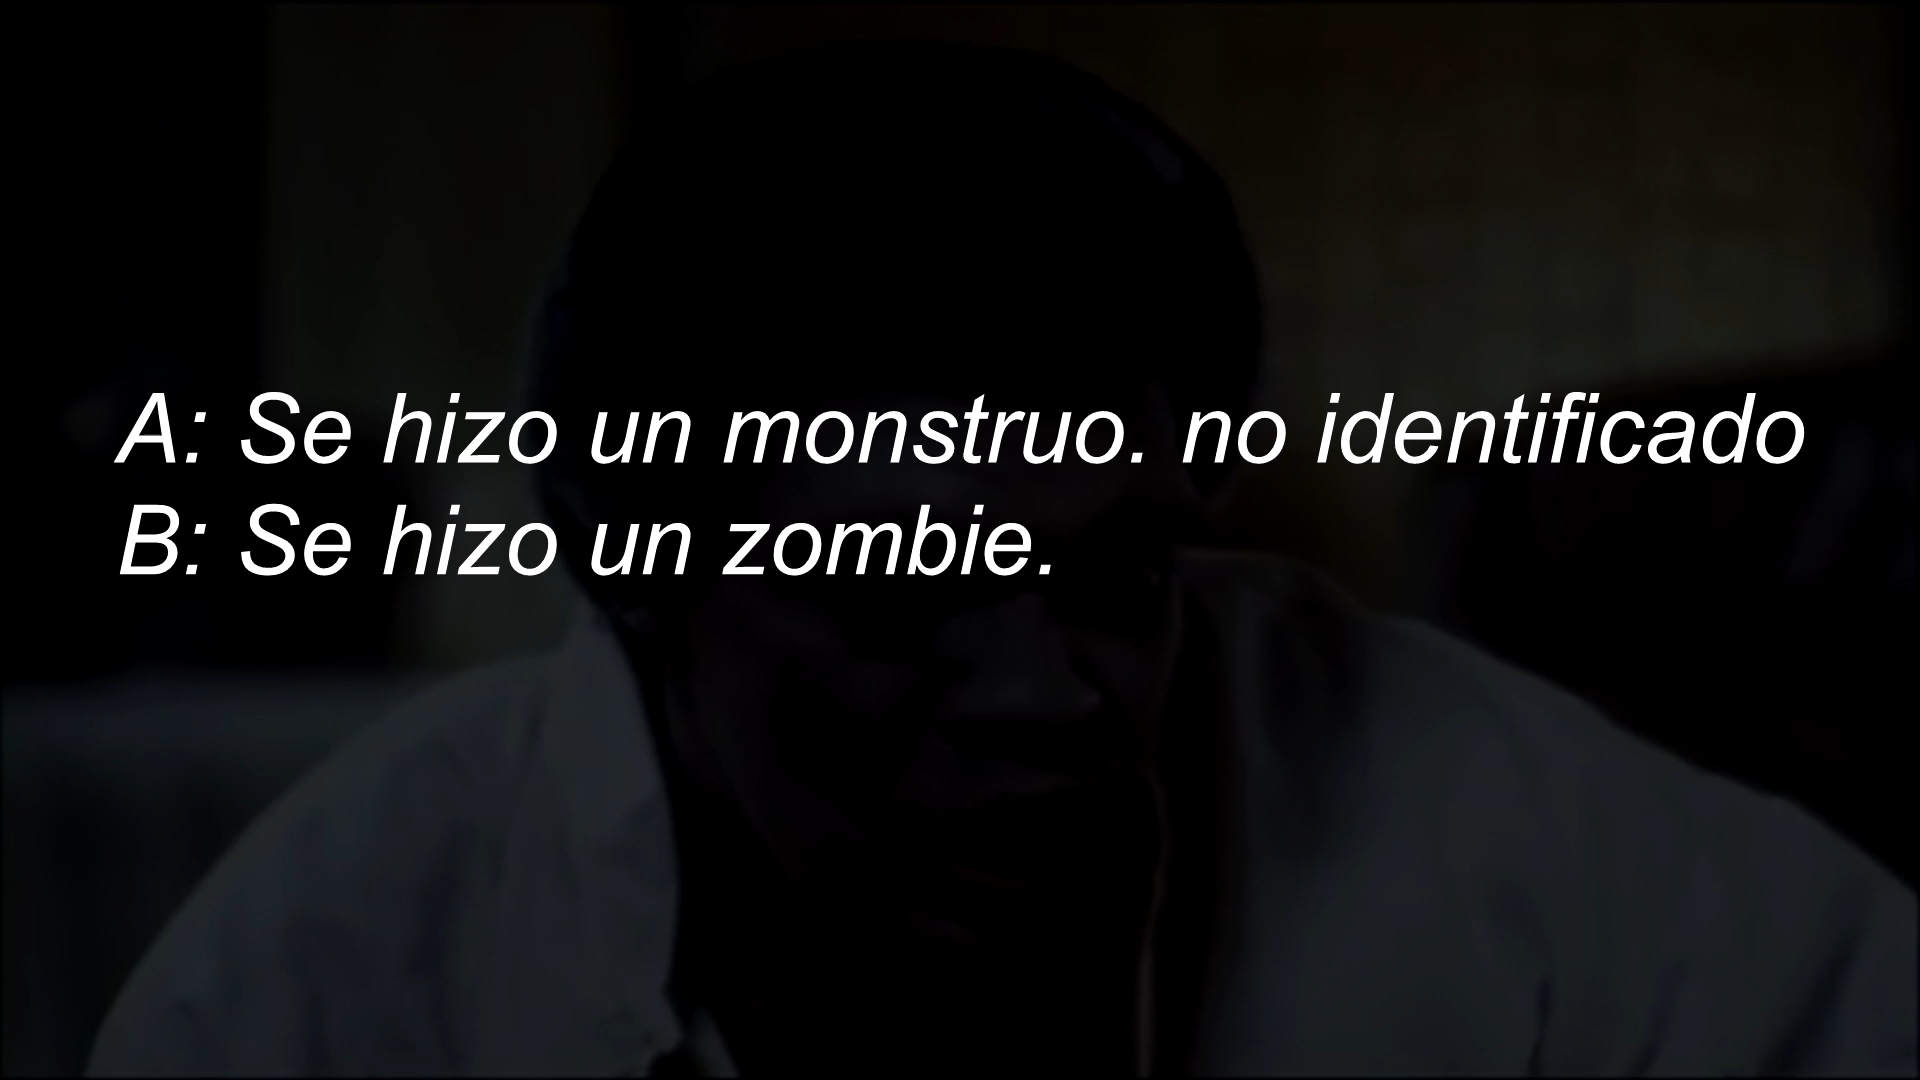 A: Se hizo un monstruo. no identificado
B: Se hizo un zombie.